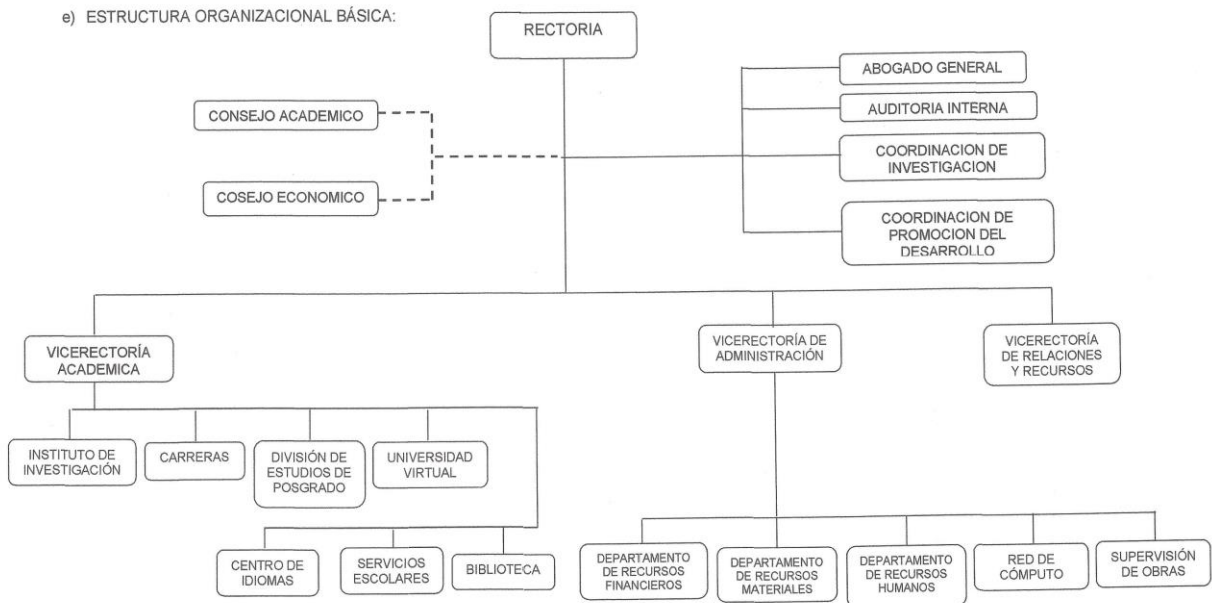 e) ESTRUCTURA ORGANIZACIONAL BÁSICA:
RECTORIA
ABOGADO GENERAL
CONSEJO ACADEMICO
AUDITORIA INTERNA
COORDINACION DE
INVESTIGACION
COSEJO ECONOMICO
COORDINACION DE
PROMOCION DEL
DESARROLLO
VICERECTORÍA
ACADEMICA
VICERECTORÍA DE
ADMINISTRACIÓN
VICERECTORÍA
DE RELACIONES
Y RECURSOS
INSTITUTO DE
INVESTIGACIÓN
CARRERAS
DIVISIÓN DE
ESTUDIOS DE
POSGRADO
UNIVERSIDAD
VIRTUAL
CENTRO DE
IDIOMAS
SERVICIOS
ESCOLARES
BIBLIOTECA
DEPARTAMENTO
DE RECURSOS
FINANCIEROS
DEPARTAMENTO
DE RECURSOS
MATERIALES
DEPARTAMENTO
DE RECURSOS
HUMANOS
RED DE
CÓMPUTO
SUPERVISIÓN
DE OBRAS